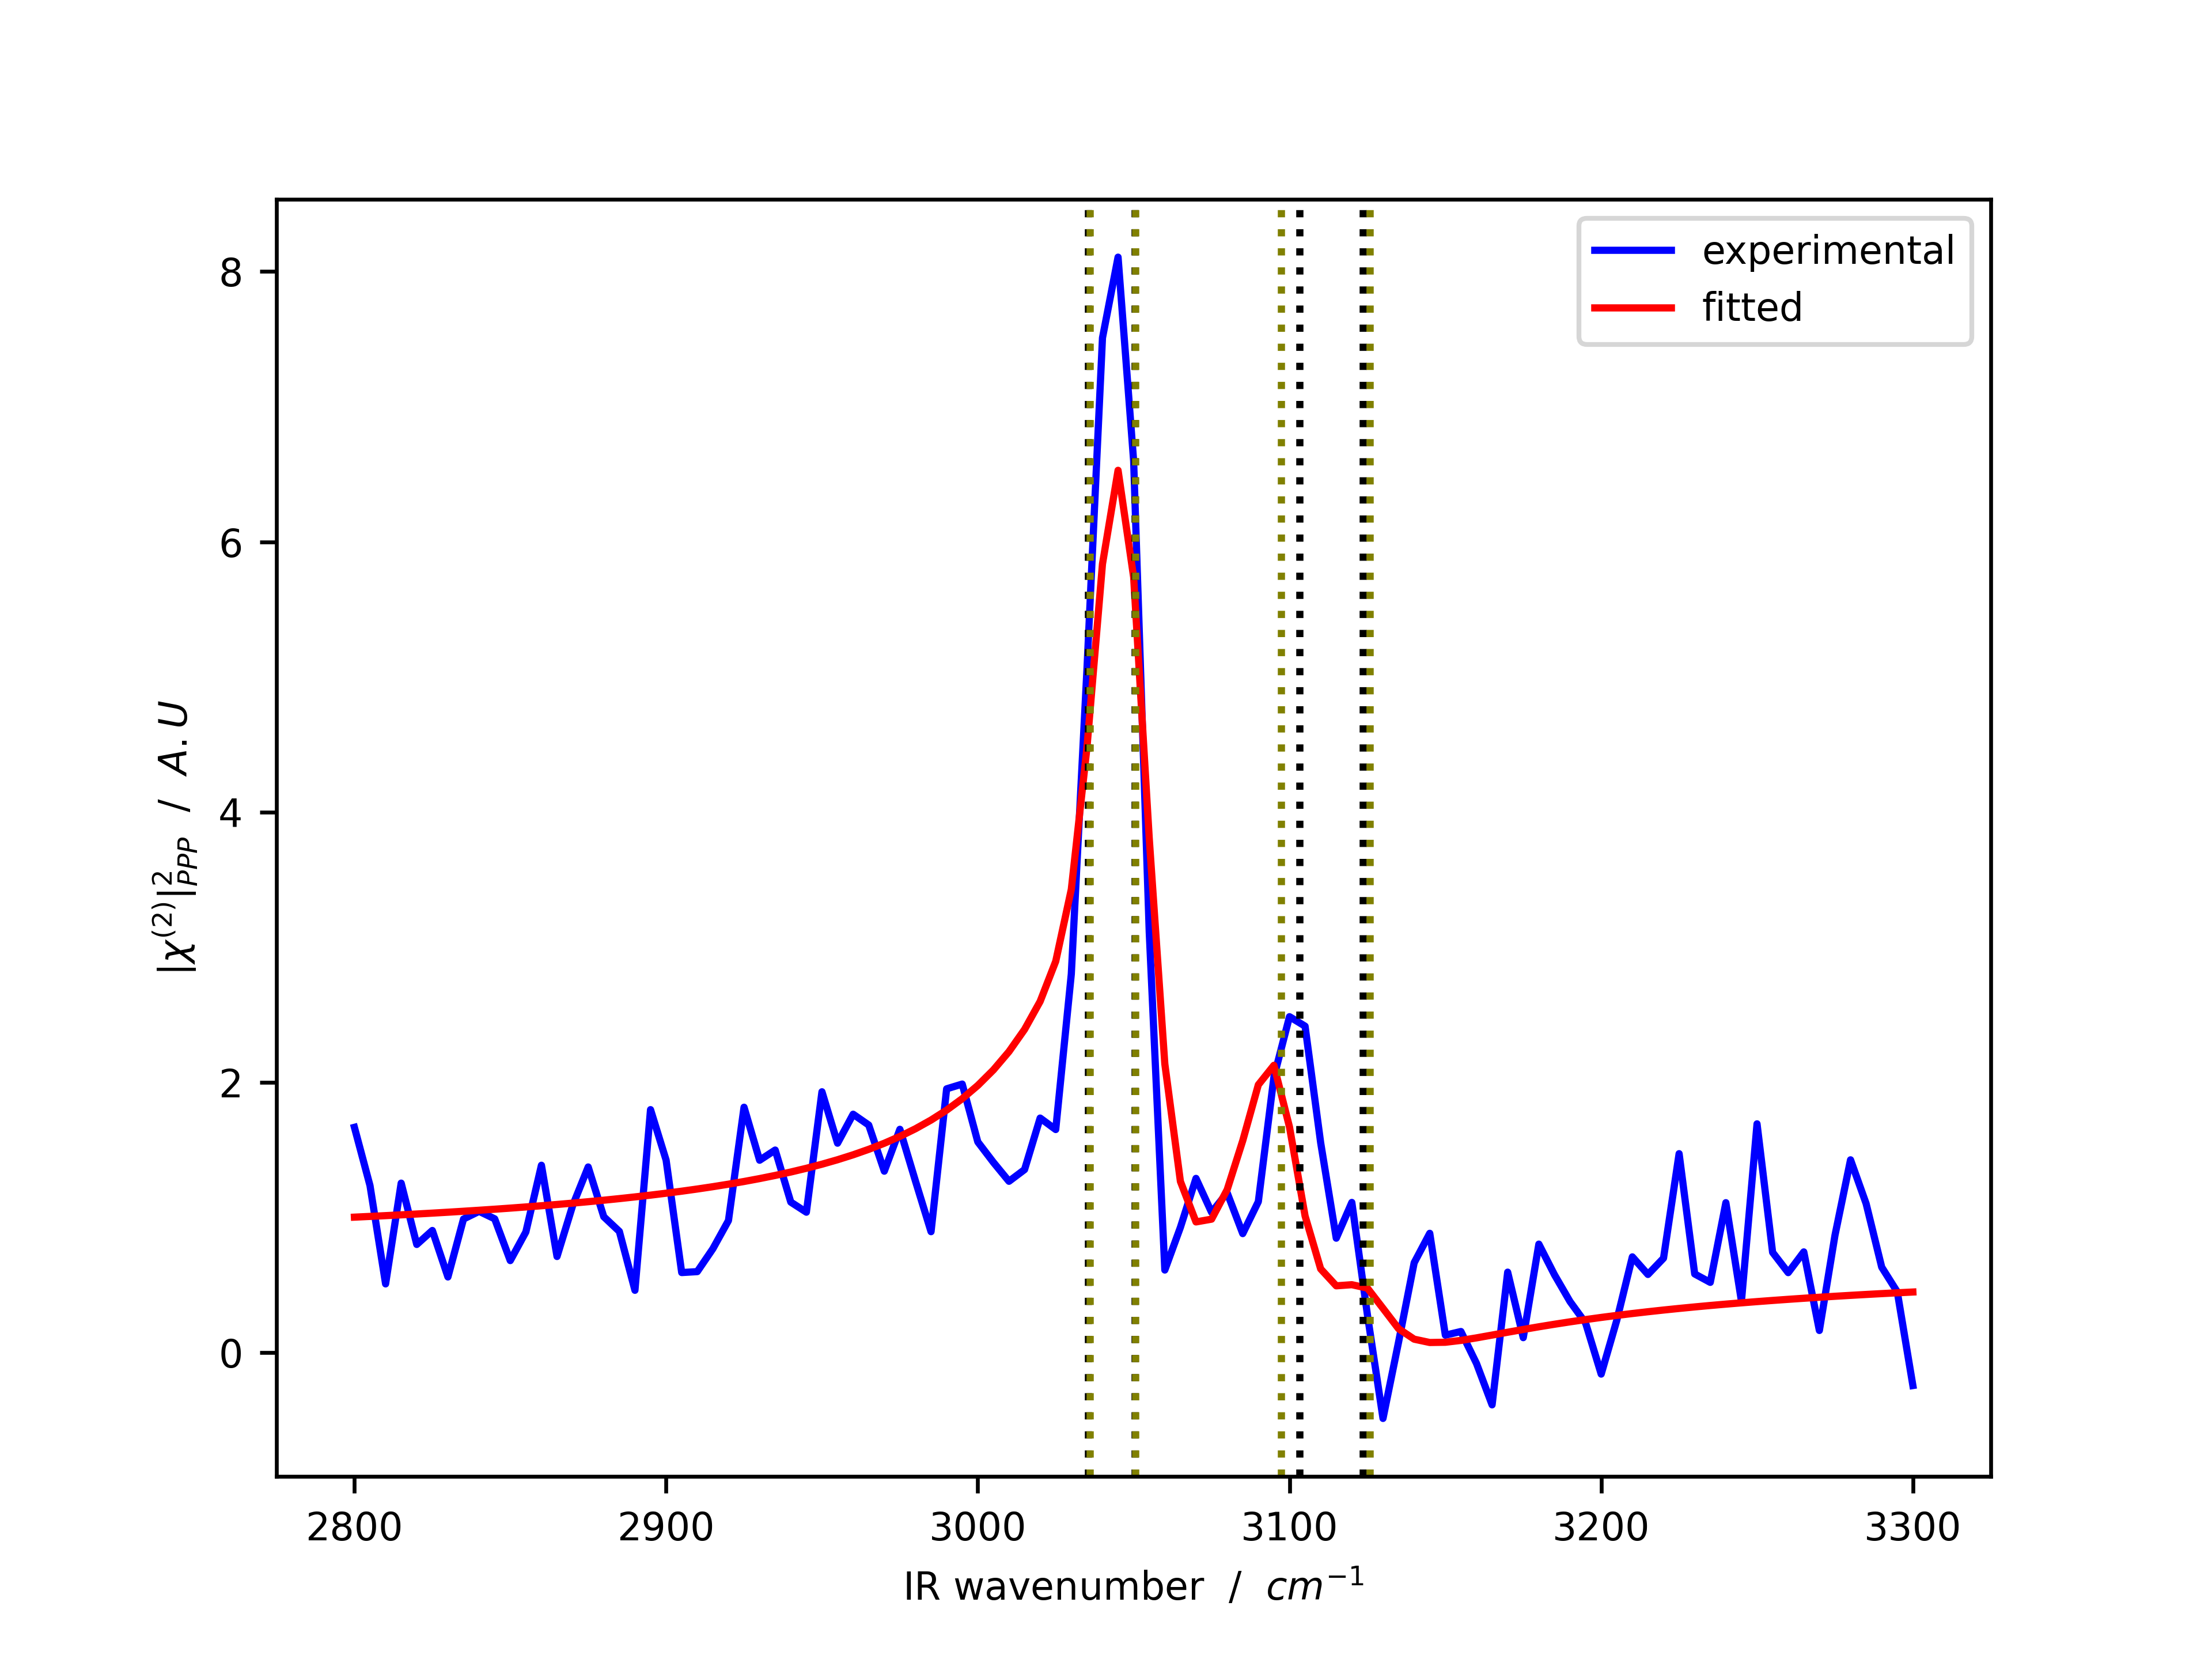 experimental
fitted
8
6
4
2
0
|χ⁽²⁾|²PPP / A.U
2800 2900 3000 3100 3200 3300
IR wavenumber / cm⁻¹